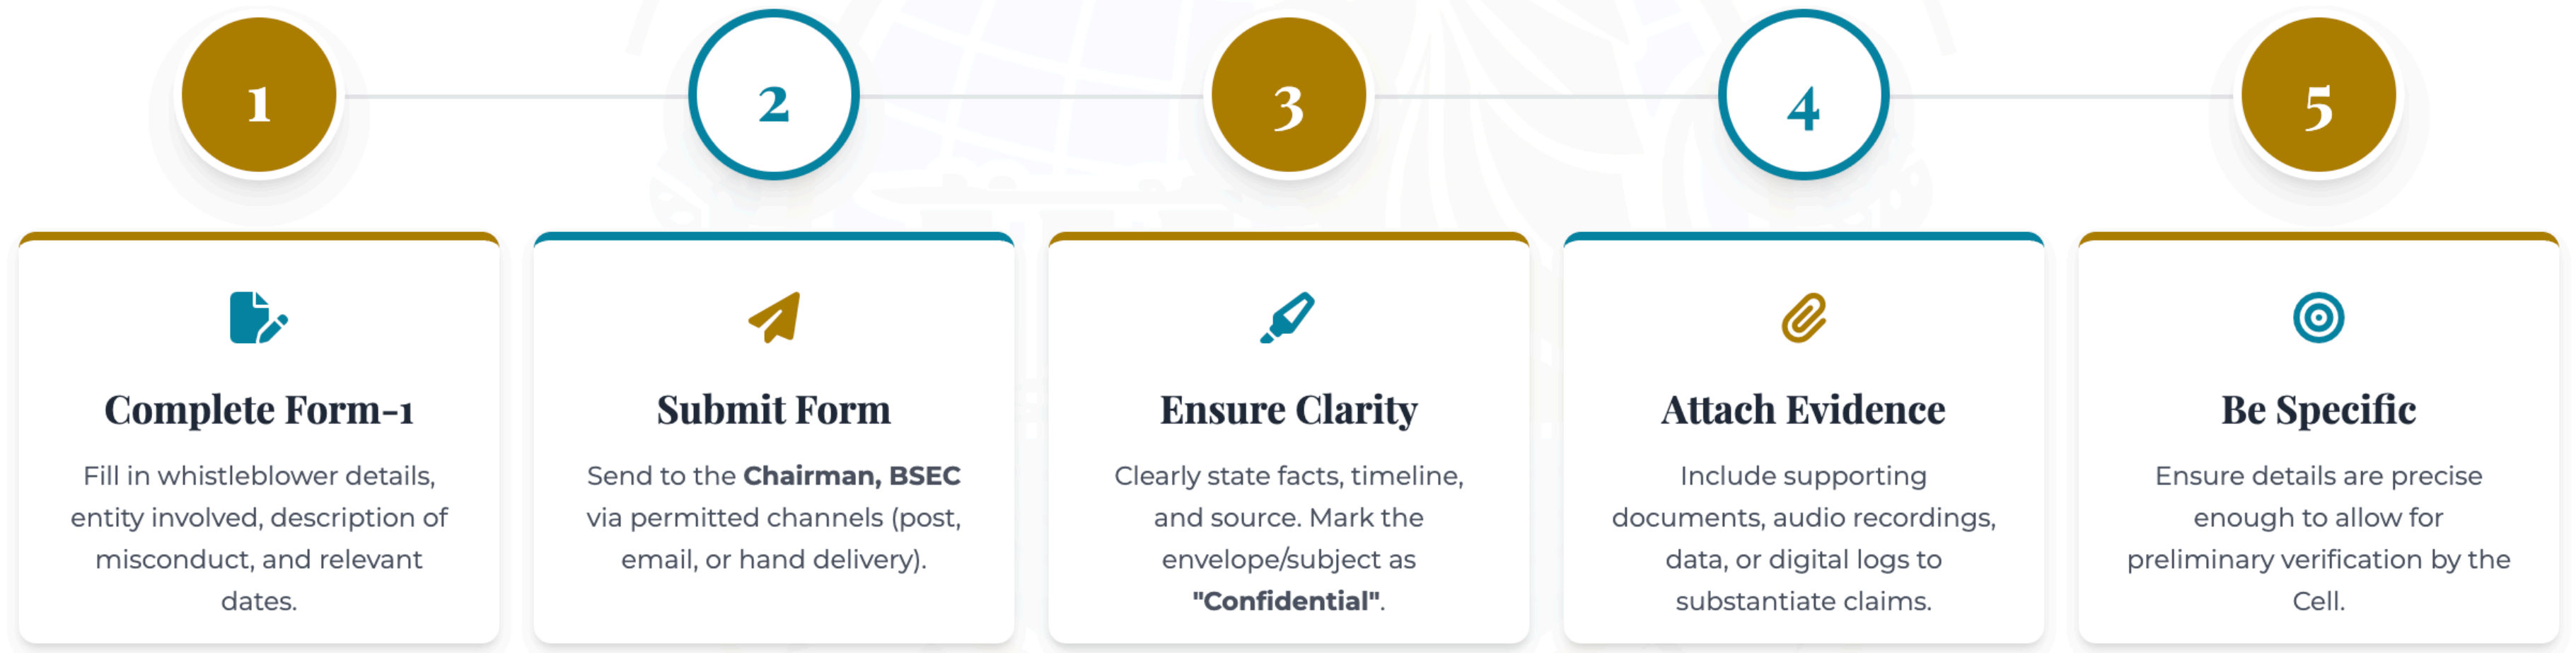 1
2
3
4
5
Complete Form-1
Fill in whistleblower details,
entity involved, description of
misconduct, and relevant
dates.
Submit Form
Send to the Chairman, BSEC
via permitted channels (post,
email, or hand delivery).
Ensure Clarity
Clearly state facts, timeline,
and source. Mark the
envelope/subject as
"Confidential".
Attach Evidence
Include supporting
documents, audio recordings,
data, or digital logs to
substantiate claims.
Be Specific
Ensure details are precise
enough to allow for
preliminary verification by the
Cell.